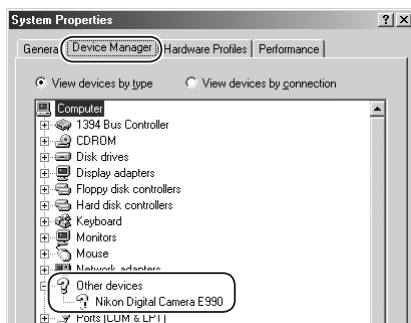 System Properties
General Device Manager Hardware Profiles Performance
View devices by type View devices by connection
Computer
1394 Bus Controller
CDROM
Disk drives
Display adapters
Floppy disk controllers
Hard disk controllers
Keyboard
Monitors
Mouse
Network adapters
Other devices
Nikon Digital Camera E990
Ports (COM & LPT)